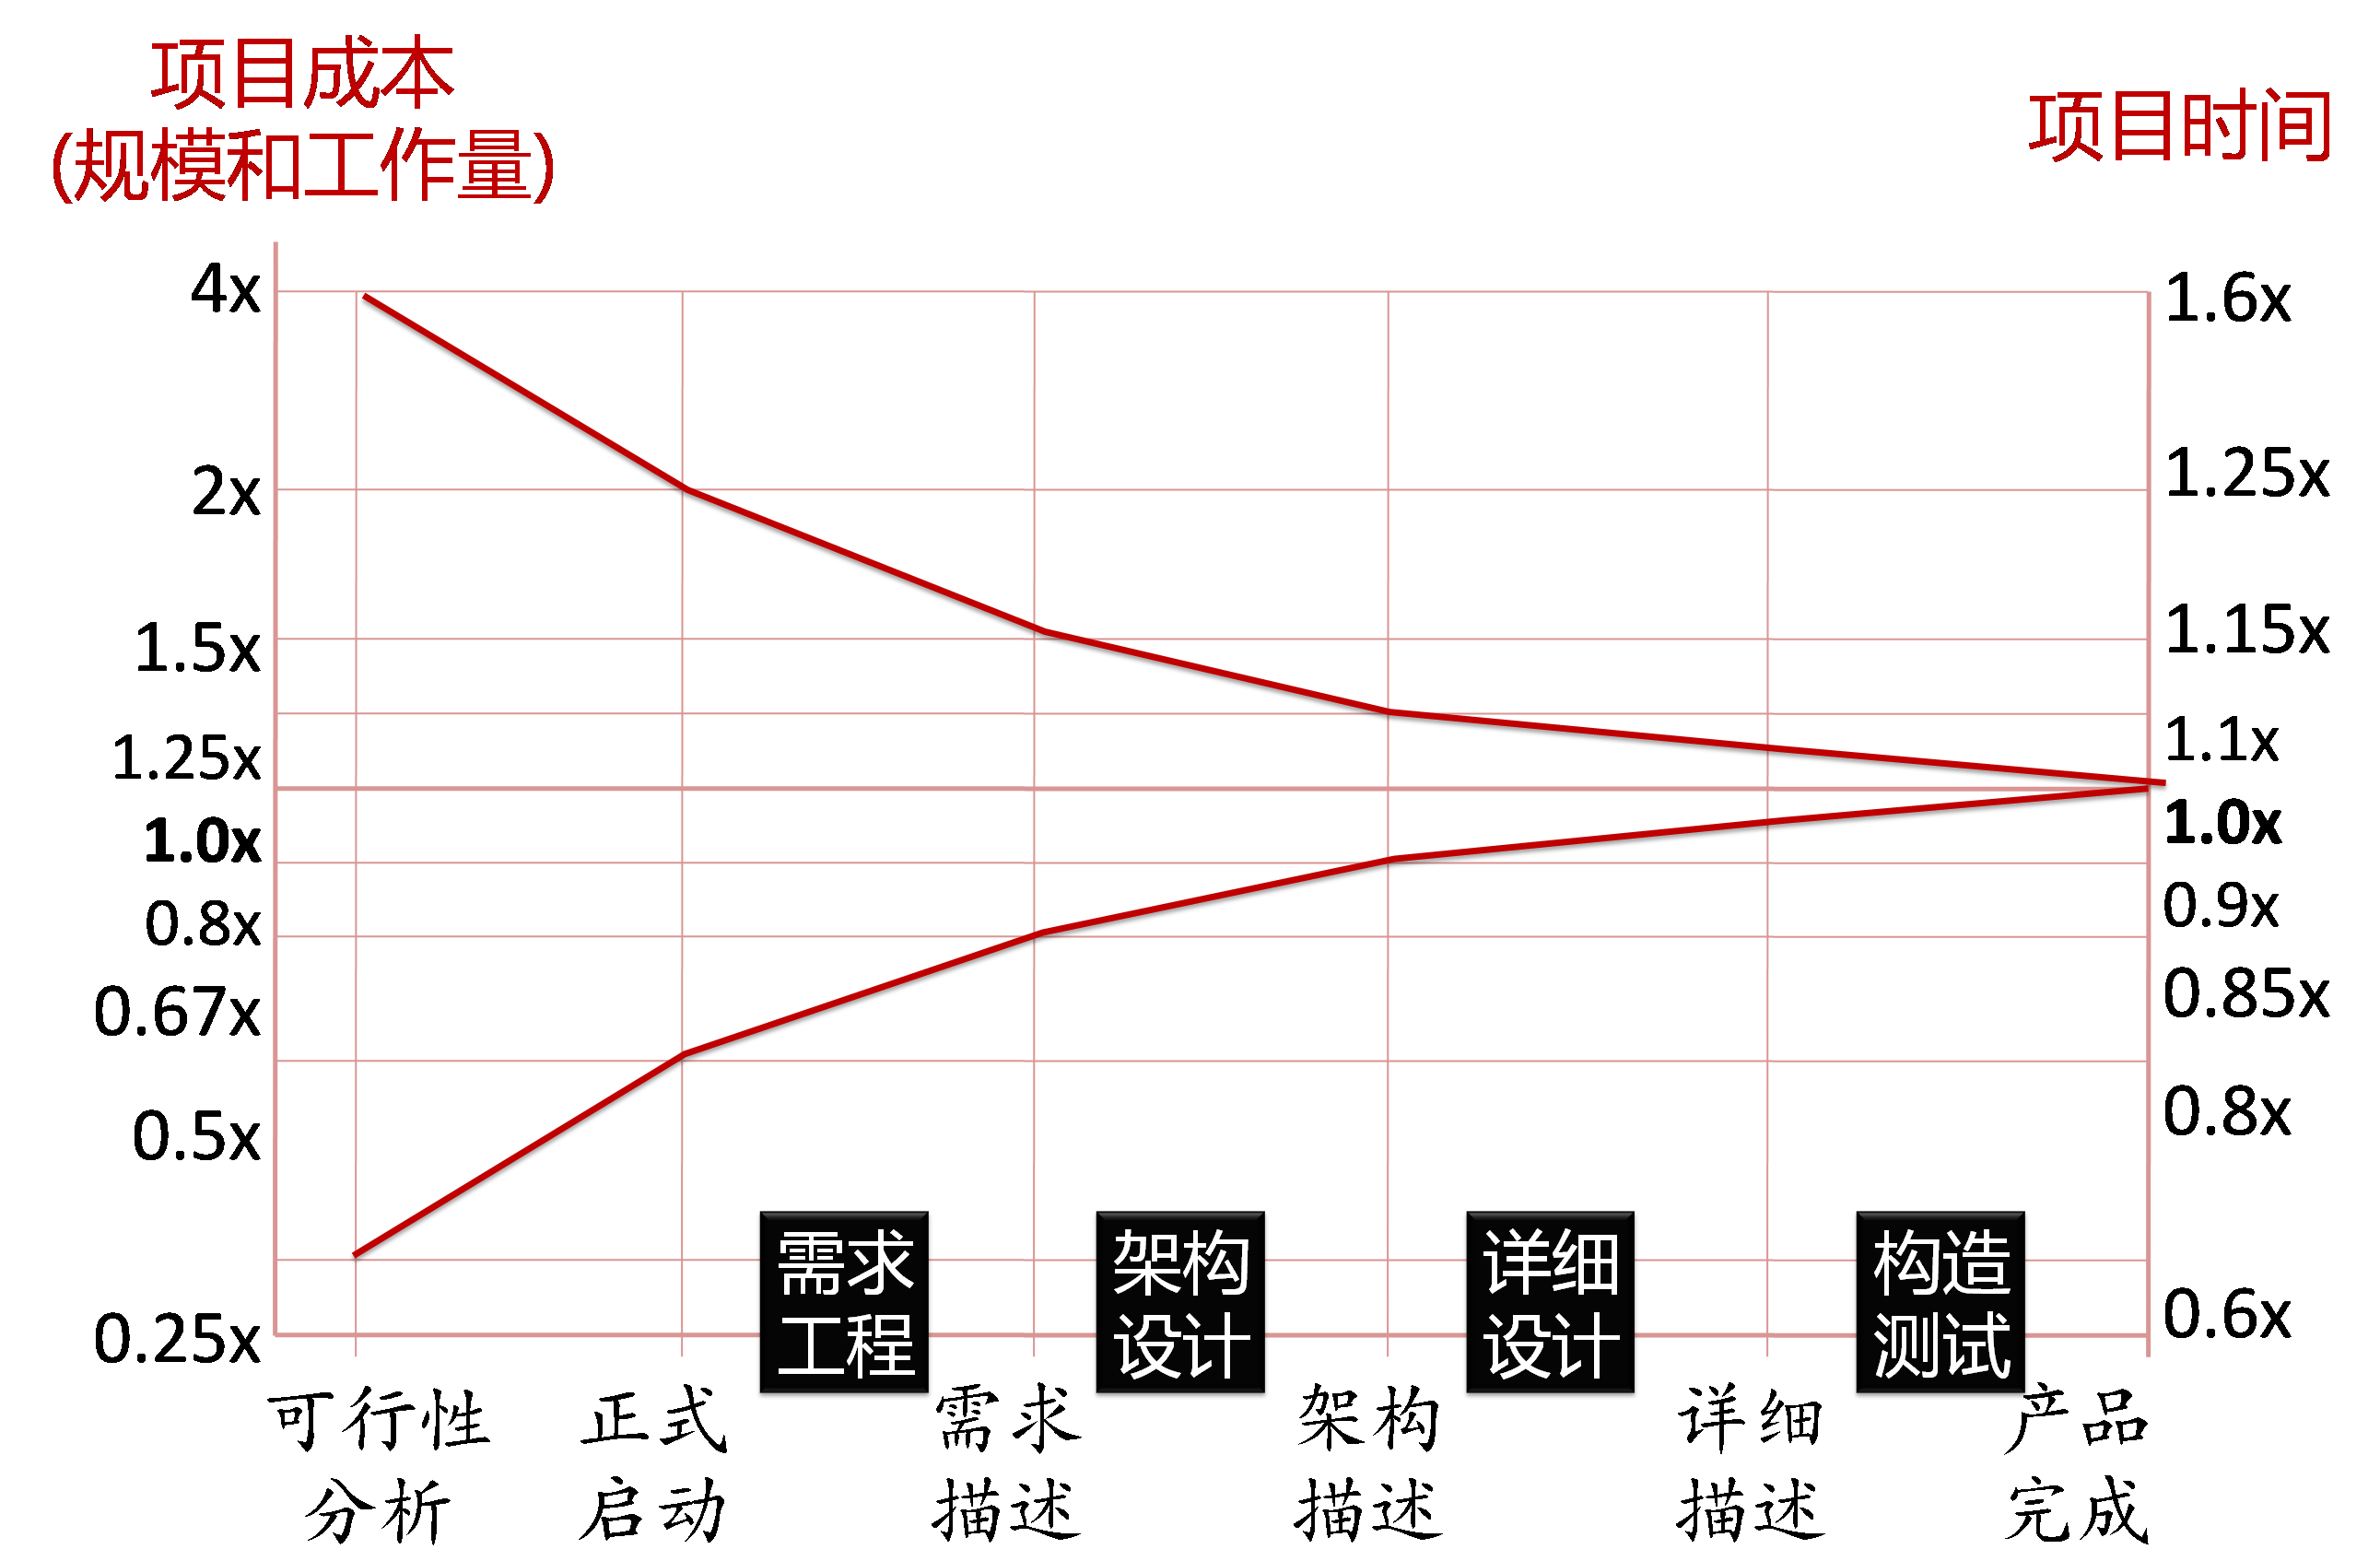 项目成本
(规模和工作量)
项目时间
4x
2x
1.5x
1.25x
1.0x
0.8x
0.67x
0.5x
0.25x
1.6x
1.25x
1.15x
1.1x
1.0x
0.9x
0.85x
0.8x
0.6x
需求
工程
架构
设计
详细
设计
构造
测试
可行性
分析
正式
启动
需求
描述
架构
描述
详细
描述
产品
完成